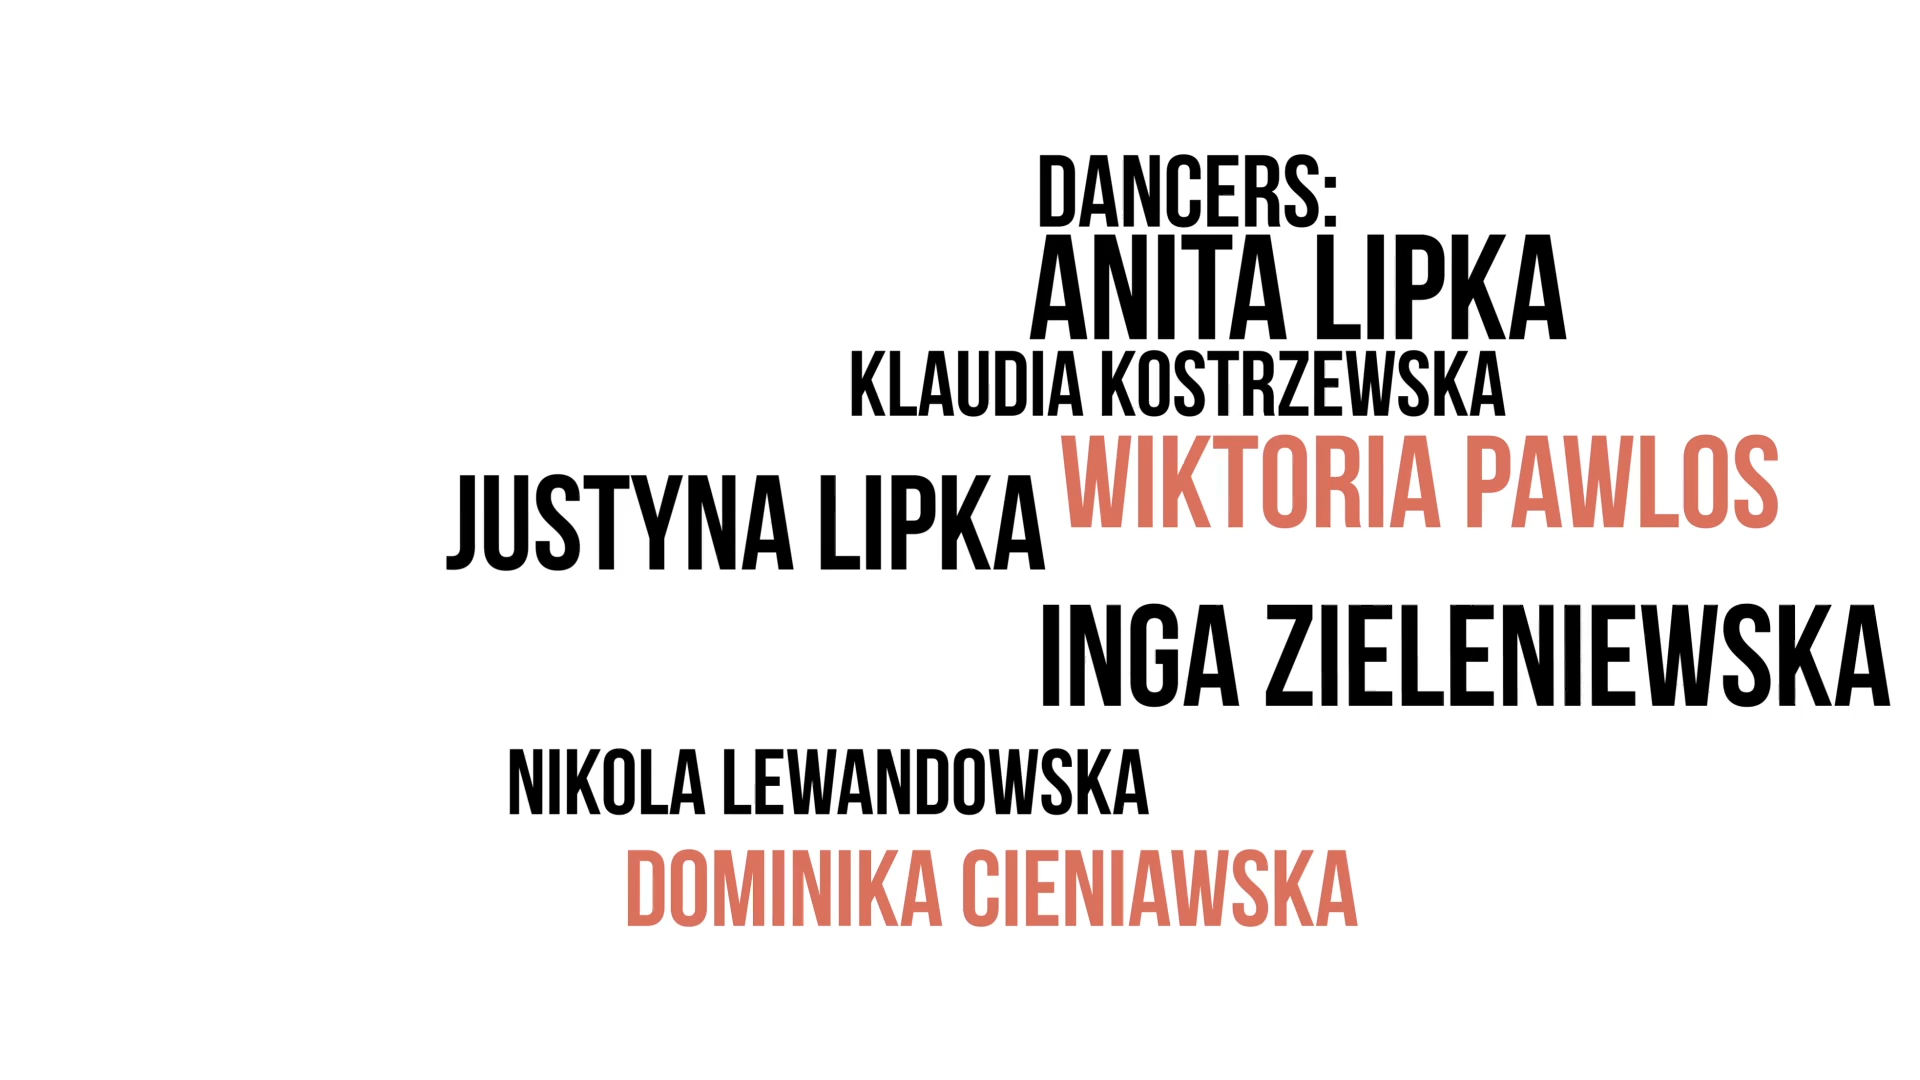 DANCERS:
ANITA LIPKA
KLAUDIA KOSTRZEWSKA
WIKTORIA PAWLOS
JUSTYNA LIPKA
INGA ZIELENIEWSKA
NIKOLA LEWANDOWSKA
DOMINIKA CIENIAWSKA